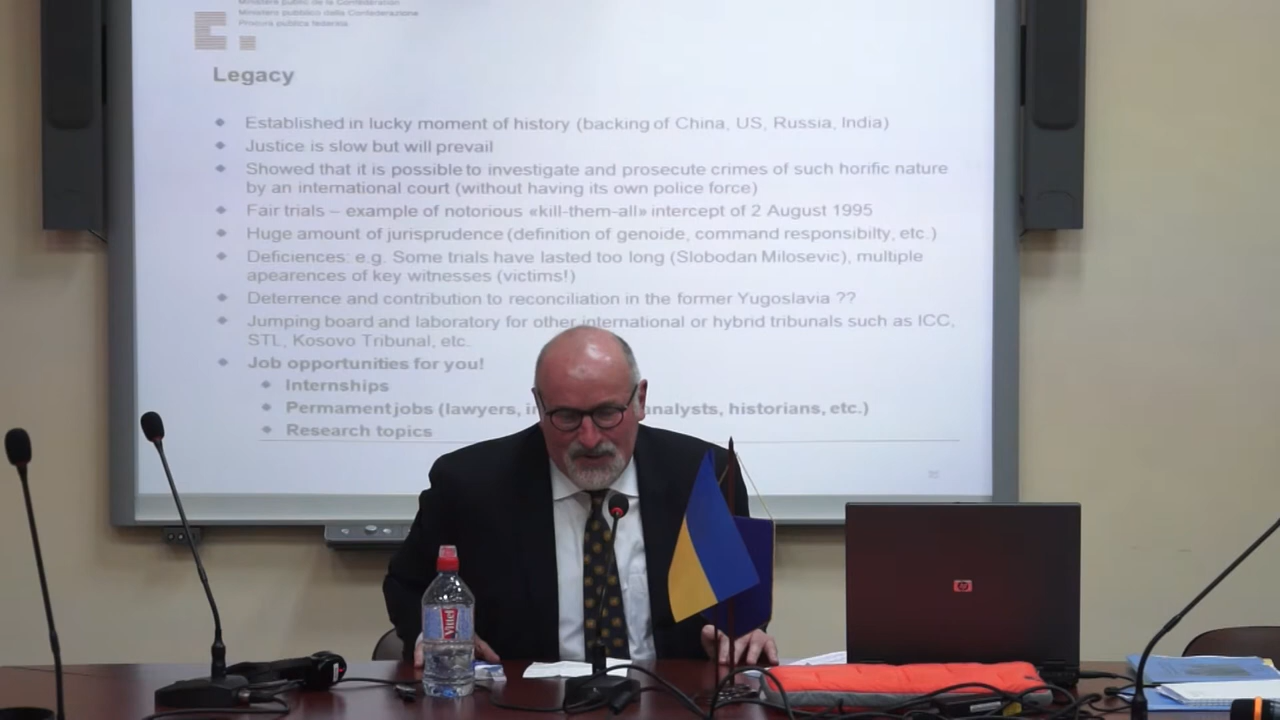 Ministère public de la Confédération
Ministero pubblico della Confederazione
Procura publica federala
Legacy
Established in lucky moment of history (backing of China, US, Russia, India)
Justice is slow but will prevail
Showed that it is possible to investigate and prosecute crimes of such horific nature
by an international court (without having its own police force)
Fair trials – example of notorious «kill-them-all» intercept of 2 August 1995
Huge amount of jurisprudence (definition of genoide, command responsibilty, etc.)
Deficiences: e.g. Some trials have lasted too long (Slobodan Milosevic), multiple
apearences of key witnesses (victims!)
Deterrence and contribution to reconciliation in the former Yugoslavia ??
Jumping board and laboratory for other international or hybrid tribunals such as ICC,
STL, Kosovo Tribunal, etc.
Job opportunities for you!
Internships
Permament jobs (lawyers, analysts, historians, etc.)
Research topics
Vittel
hp